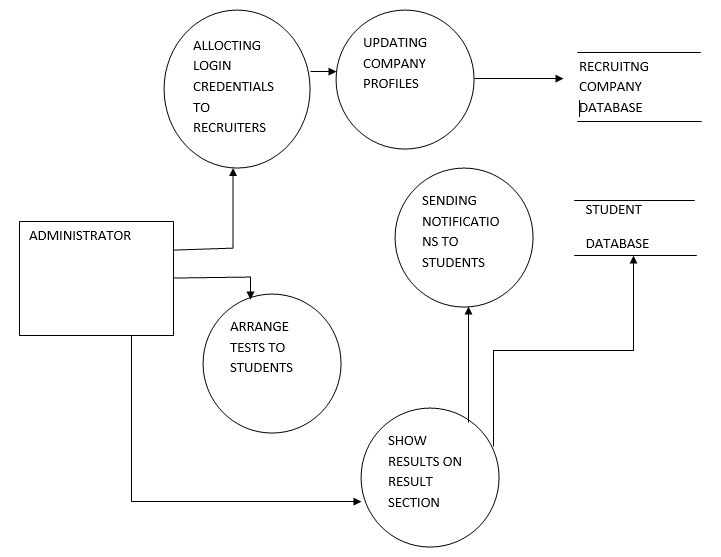 ALLOCTING
LOGIN
CREDENTIALS
TO
RECRUITERS
UPDATING
COMPANY
PROFILES
RECRUITNG
COMPANY
DATABASE
SENDING
NOTIFICATIO
NS TO
STUDENTS
STUDENT
DATABASE
ADMINISTRATOR
ARRANGE
TESTS TO
STUDENTS
SHOW
RESULTS ON
RESULT
SECTION